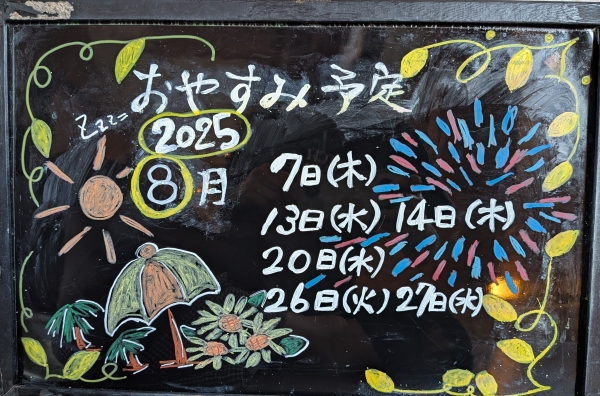 おやすみ予定
zzz=
2025
8月
7日(木)
13日(水) 14日(木)
20日(水)
26日(火) 27日(水)